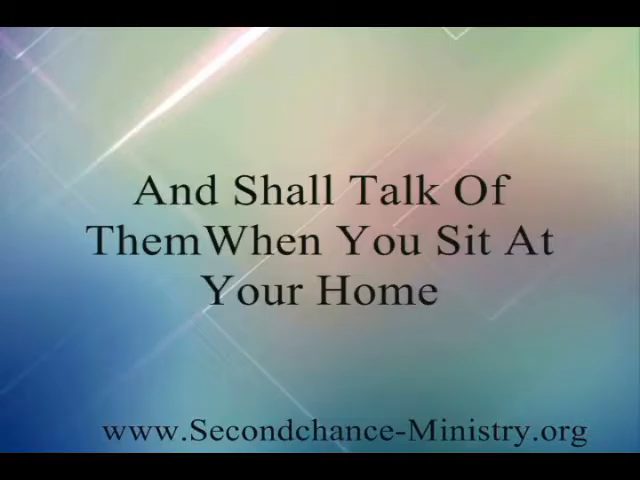 And Shall Talk Of
ThemWhen You Sit At
Your Home
www.Secondchance-Ministry.org